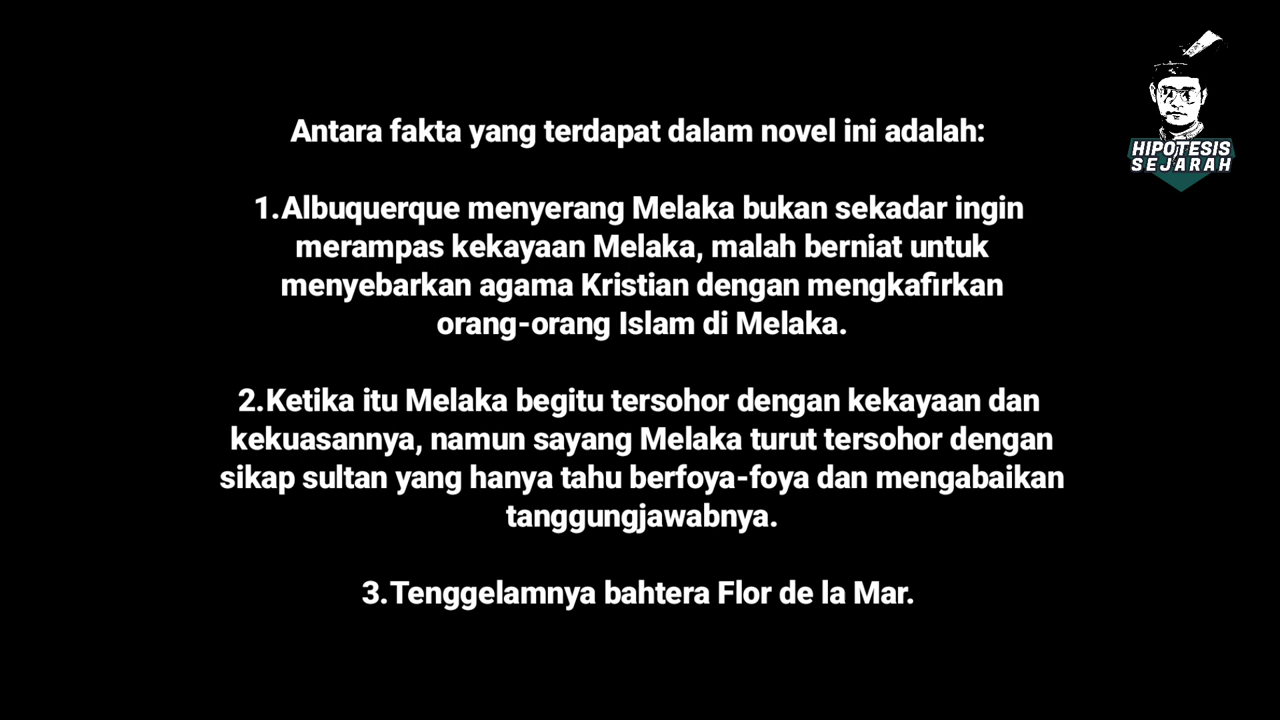 Antara fakta yang terdapat dalam novel ini adalah:
1.Albuquerque menyerang Melaka bukan sekadar ingin
merampas kekayaan Melaka, malah berniat untuk
menyebarkan agama Kristian dengan mengkafirkan
orang-orang Islam di Melaka.
2.Ketika itu Melaka begitu tersohor dengan kekayaan dan
kekuasannya, namun sayang Melaka turut tersohor dengan
sikap sultan yang hanya tahu berfoya-foya dan mengabaikan
tanggungjawabnya.
3.Tenggelamnya bahtera Flor de la Mar.
HIPOTESIS
SEJARAH